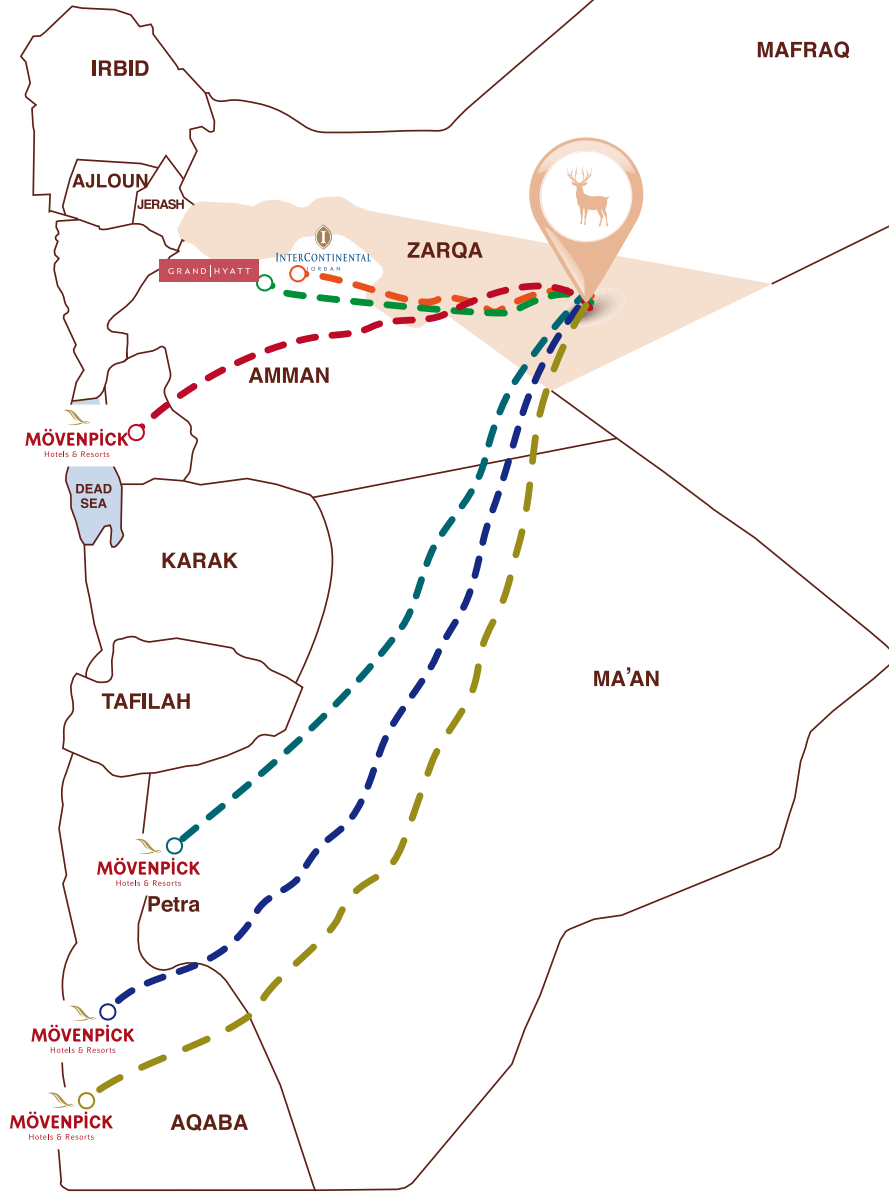 MAFRAQ
IRBID
AJLOUN
JERASH
ZARQA
INTERCONTINENTAL
JORDAN
GRAND HYATT
AMMAN
MÖVENPICK
Hotels & Resorts
DEAD
SEA
KARAK
MA’AN
TAFILAH
MÖVENPICK
Hotels & Resorts
Petra
MÖVENPICK
Hotels & Resorts
MÖVENPICK
Hotels & Resorts
AQABA